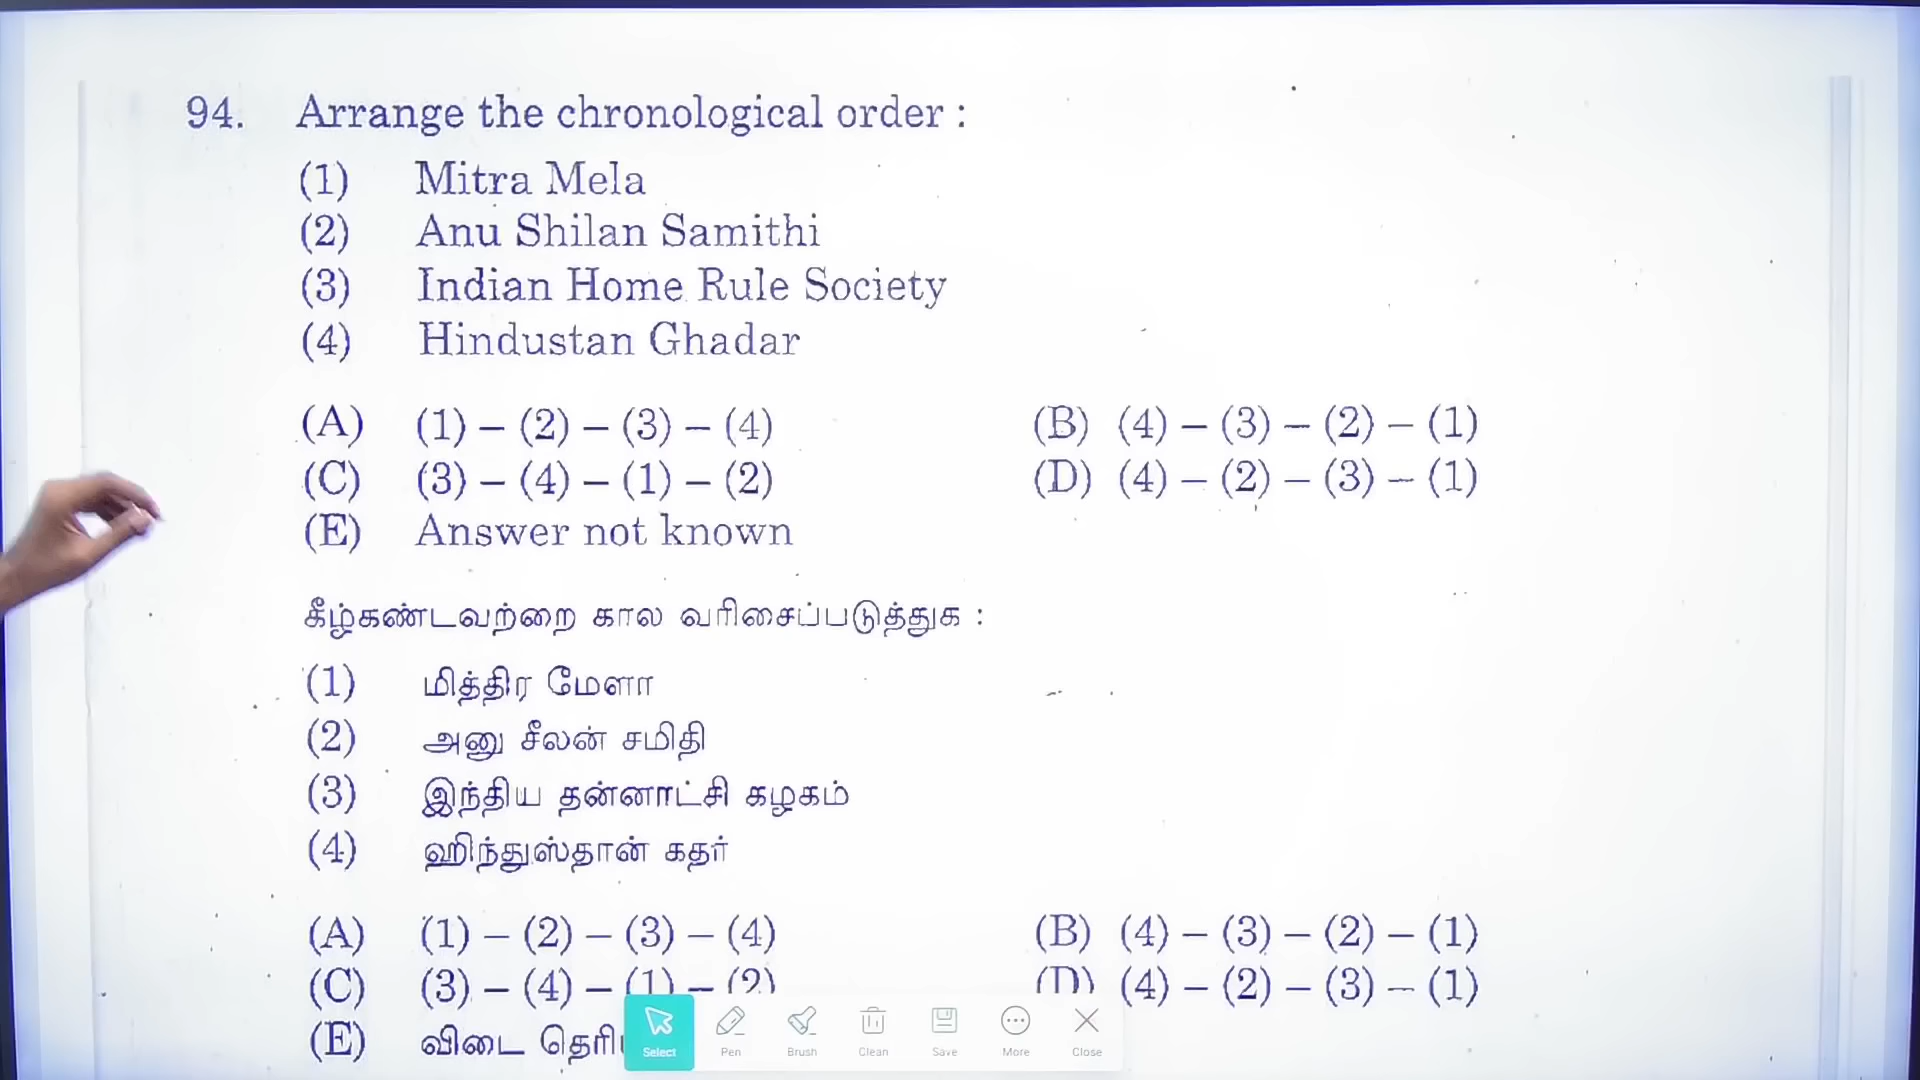 94. Arrange the chronological order :
(1) Mitra Mela
(2) Anu Shilan Samithi
(3) Indian Home Rule Society
(4) Hindustan Ghadar
(A) (1) – (2) – (3) – (4) (B) (4) – (3) – (2) – (1)
(C) (3) – (4) – (1) – (2) (D) (4) – (2) – (3) – (1)
(E) Answer not known
கீழ்கண்டவற்றை கால வரிசைப்படுத்துக :
(1) மித்திர மேளா
(2) அனு சீலன் சமிதி
(3) இந்திய தன்னாட்சி கழகம்
(4) ஹிந்துஸ்தான் கதர்
(A) (1) – (2) – (3) – (4) (B) (4) – (3) – (2) – (1)
(C) (3) – (4) – (1) – (2) (D) (4) – (2) – (3) – (1)
(E) விடை
Select Pen Brush Clean Save More Close